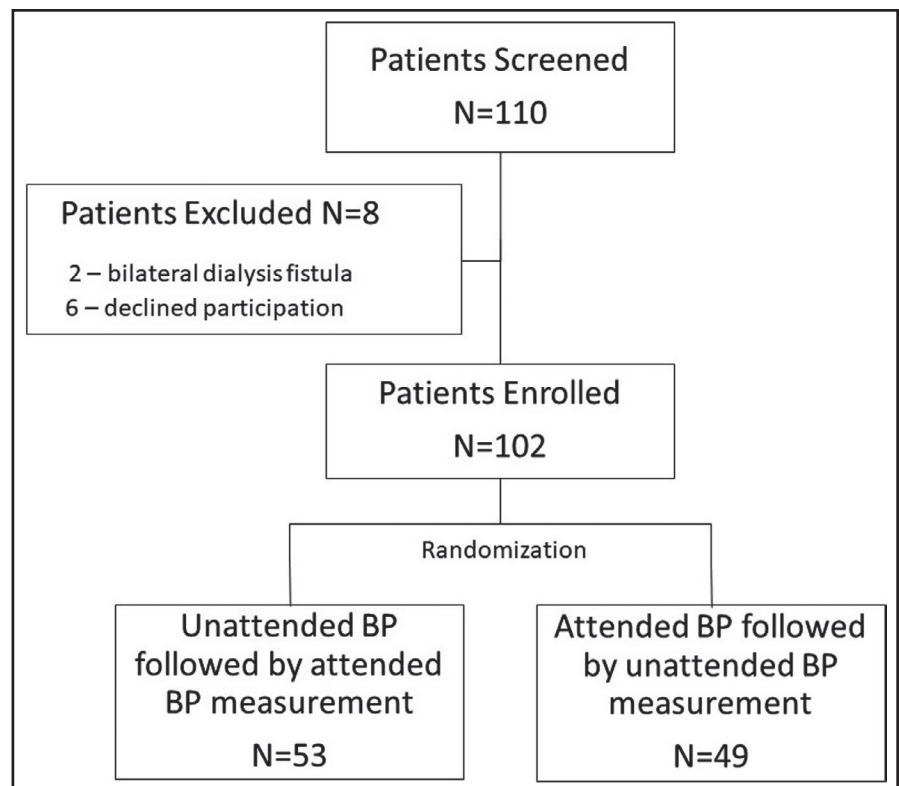 Patients Screened
N=110
Patients Excluded N=8
2 – bilateral dialysis fistula
6 – declined participation
Patients Enrolled
N=102
Randomization
Unattended BP
followed by attended
BP measurement
N=53
Attended BP followed
by unattended BP
measurement
N=49